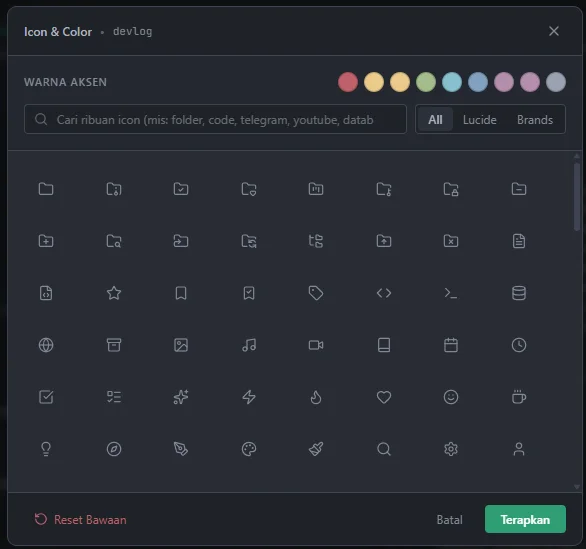 Icon & Color • devlog
WARNA AKSEN
Cari ribuan icon (mis: folder, code, telegram, youtube, datab
All Lucide Brands
Reset Bawaan
Batal
Terapkan